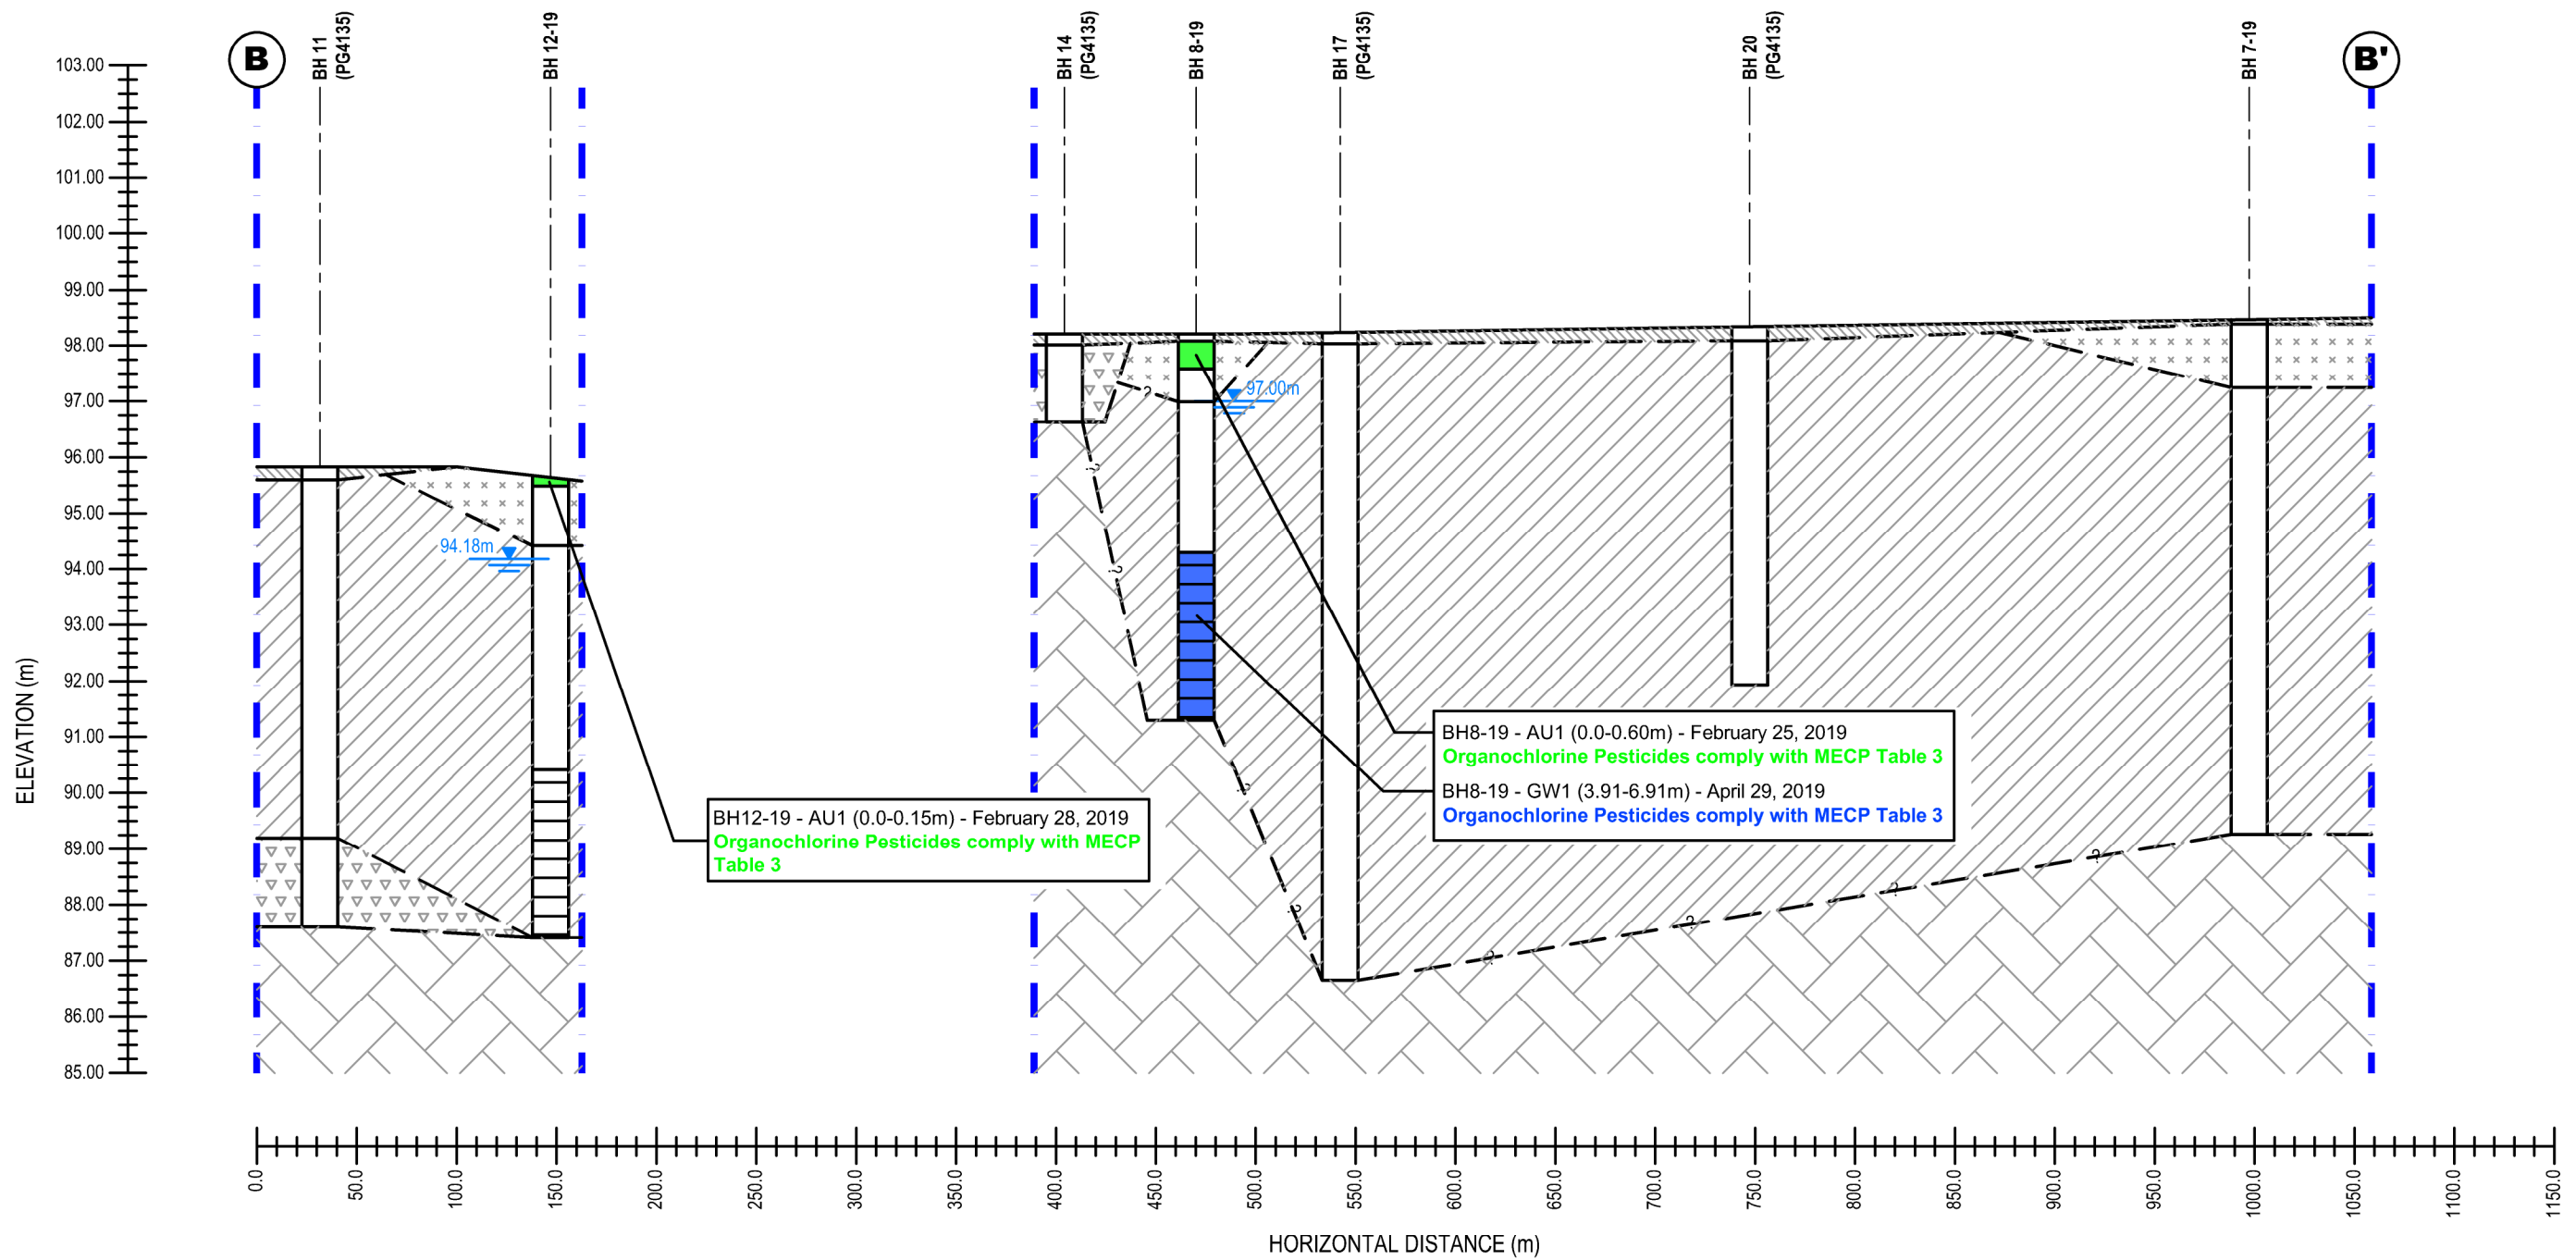 B
BH 11
(PG4135)
BH 12-19
BH 14
(PG4135)
BH 8-19
BH 17
(PG4135)
BH 20
(PG4135)
BH 7-19
B'
103.00
102.00
101.00
100.00
99.00
98.00
97.00
96.00
95.00
94.00
93.00
92.00
91.00
90.00
89.00
88.00
87.00
86.00
85.00
ELEVATION (m)
94.18m
97.00m
?
?
?
?
?
?
?
?
?
?
BH12-19 - AU1 (0.0-0.15m) - February 28, 2019
Organochlorine Pesticides comply with MECP
Table 3
BH8-19 - AU1 (0.0-0.60m) - February 25, 2019
Organochlorine Pesticides comply with MECP Table 3
BH8-19 - GW1 (3.91-6.91m) - April 29, 2019
Organochlorine Pesticides comply with MECP Table 3
0.0
50.0
100.0
150.0
200.0
250.0
300.0
350.0
400.0
450.0
500.0
550.0
600.0
650.0
700.0
750.0
800.0
850.0
900.0
950.0
1000.0
1050.0
1100.0
1150.0
HORIZONTAL DISTANCE (m)